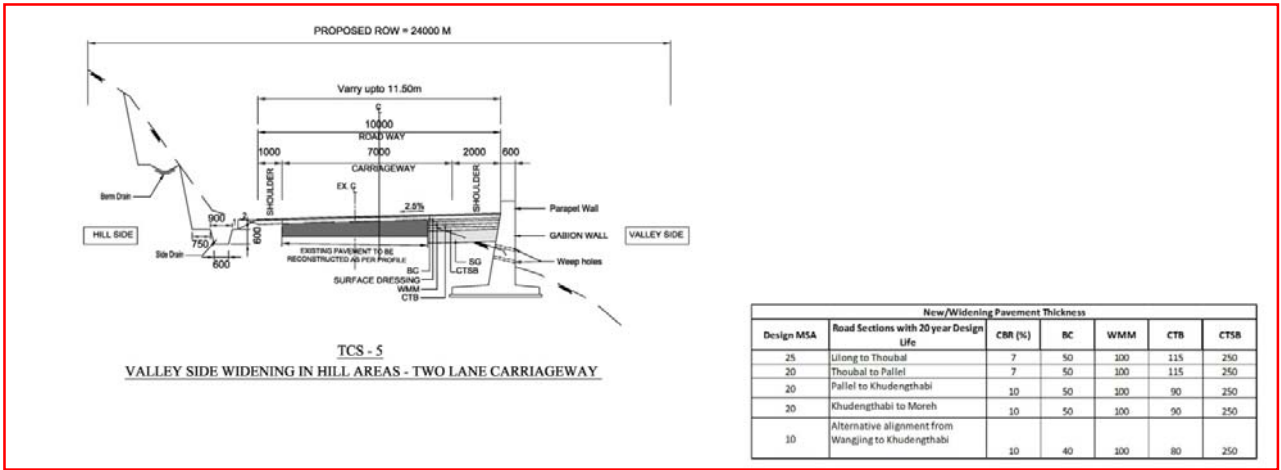 PROPOSED ROW = 24000 M
Varry upto 11.50m
C
10000
ROAD WAY
1000 7000 2000 600
CARRIAGEWAY
SHOULDER
SHOULDER
EX. C
2.5%
Berm Drain
900
Parapet Wall
HILL SIDE
GABION WALL
VALLEY SIDE
750
600
Side Drain
600
EXISTING PAVEMENT TO BE
RECONSTRUCTED AS PER PROFILE
SG
Weep holes
BC
CTSB
SURFACE DRESSING
WMM
CTB
TCS - 5
VALLEY SIDE WIDENING IN HILL AREAS - TWO LANE CARRIAGEWAY
New/Widening Pavement Thickness
Design MSA Road Sections with 20 year Design Life CBR (%) BC WMM CTB CTSB
25 Lilong to Thoubal 7 50 100 115 250
20 Thoubal to Pallel 7 50 100 115 250
20 Pallel to Khudengthabi 10 50 100 90 250
20 Khudengthabi to Moreh 10 50 100 90 250
10 Alternative alignment from Wangjing to Khudengthabi 10 40 100 80 250